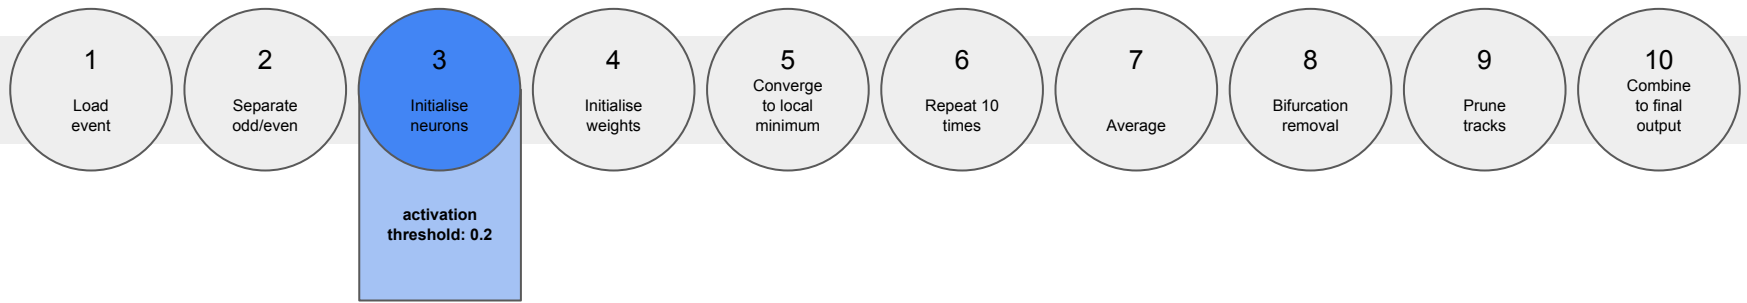 1
Load
event
2
Separate
odd/even
3
Initialise
neurons
activation
threshold: 0.2
4
Initialise
weights
5
Converge
to local
minimum
6
Repeat 10
times
7
Average
8
Bifurcation
removal
9
Prune
tracks
10
Combine
to final
output